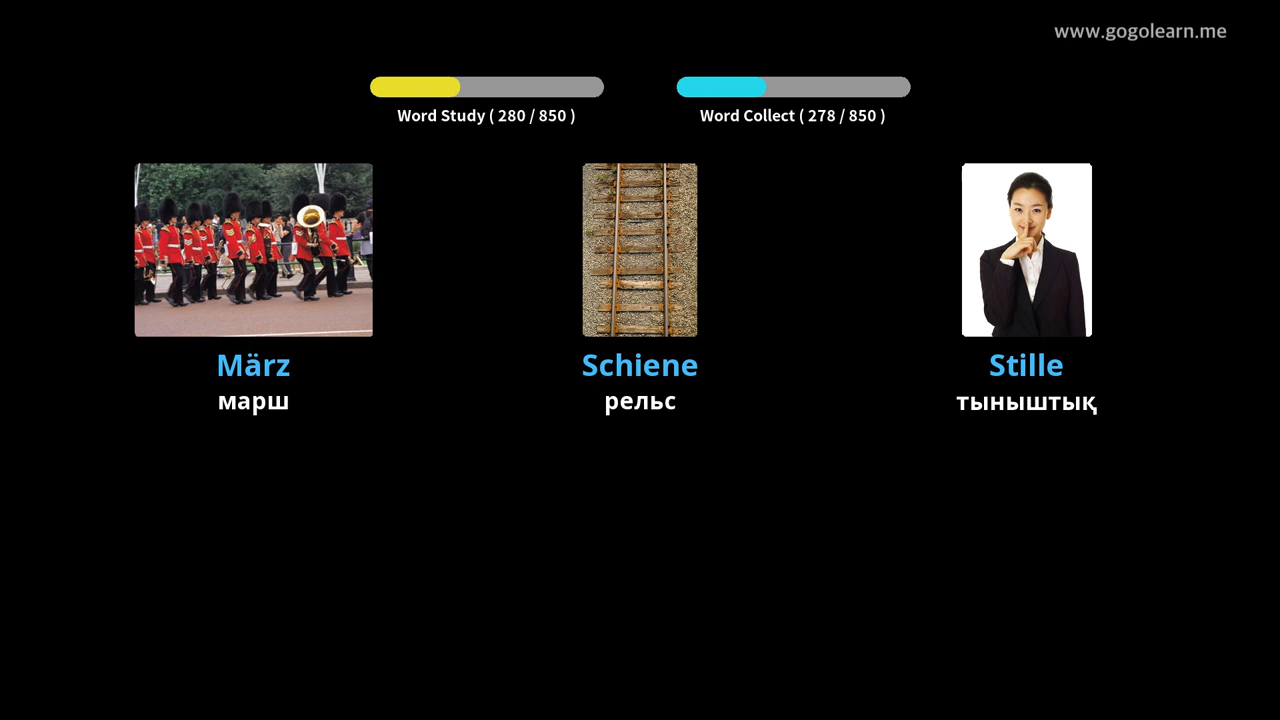 www.gogolearn.me
Word Study ( 280 / 850 )
Word Collect ( 278 / 850 )
März
Schiene
Stille
марш
рельс
тыныштық